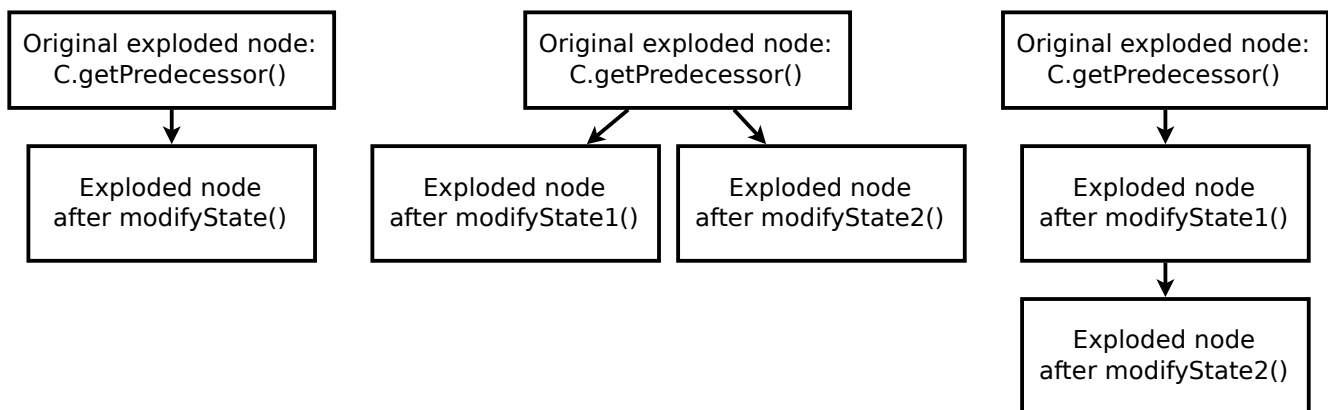 Original exploded node:
C.getPredecessor()
Exploded node
after modifyState()
Original exploded node:
C.getPredecessor()
Exploded node
after modifyState1()
Exploded node
after modifyState2()
Original exploded node:
C.getPredecessor()
Exploded node
after modifyState1()
Exploded node
after modifyState2()